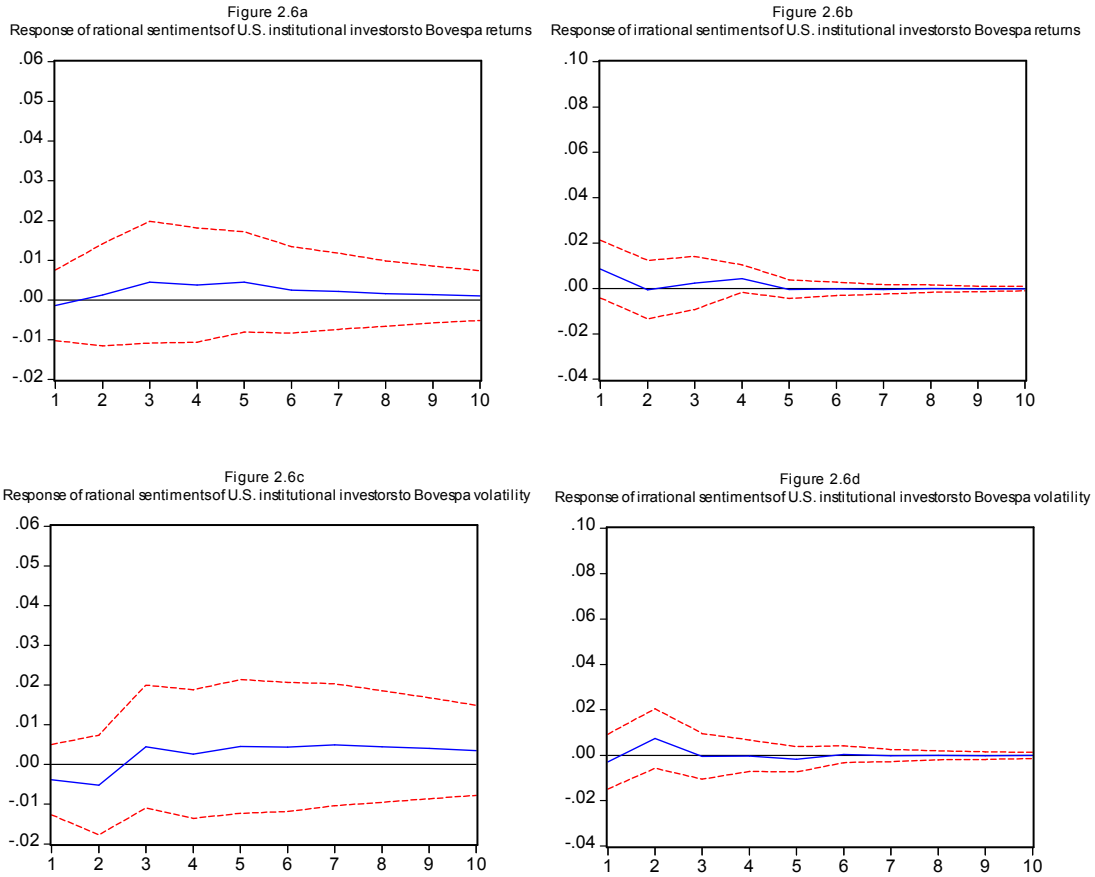 Figure 2.6a
Response of rational sentiments of U.S. institutional investors to Bovespa returns
.06
.05
.04
.03
.02
.01
.00
-.01
-.02
1 2 3 4 5 6 7 8 9 10
Figure 2.6b
Response of irrational sentiments of U.S. institutional investors to Bovespa returns
.10
.08
.06
.04
.02
.00
-.02
-.04
1 2 3 4 5 6 7 8 9 10
Figure 2.6c
Response of rational sentiments of U.S. institutional investors to Bovespa volatility
.06
.05
.04
.03
.02
.01
.00
-.01
-.02
1 2 3 4 5 6 7 8 9 10
Figure 2.6d
Response of irrational sentiments of U.S. institutional investors to Bovespa volatility
.10
.08
.06
.04
.02
.00
-.02
-.04
1 2 3 4 5 6 7 8 9 10